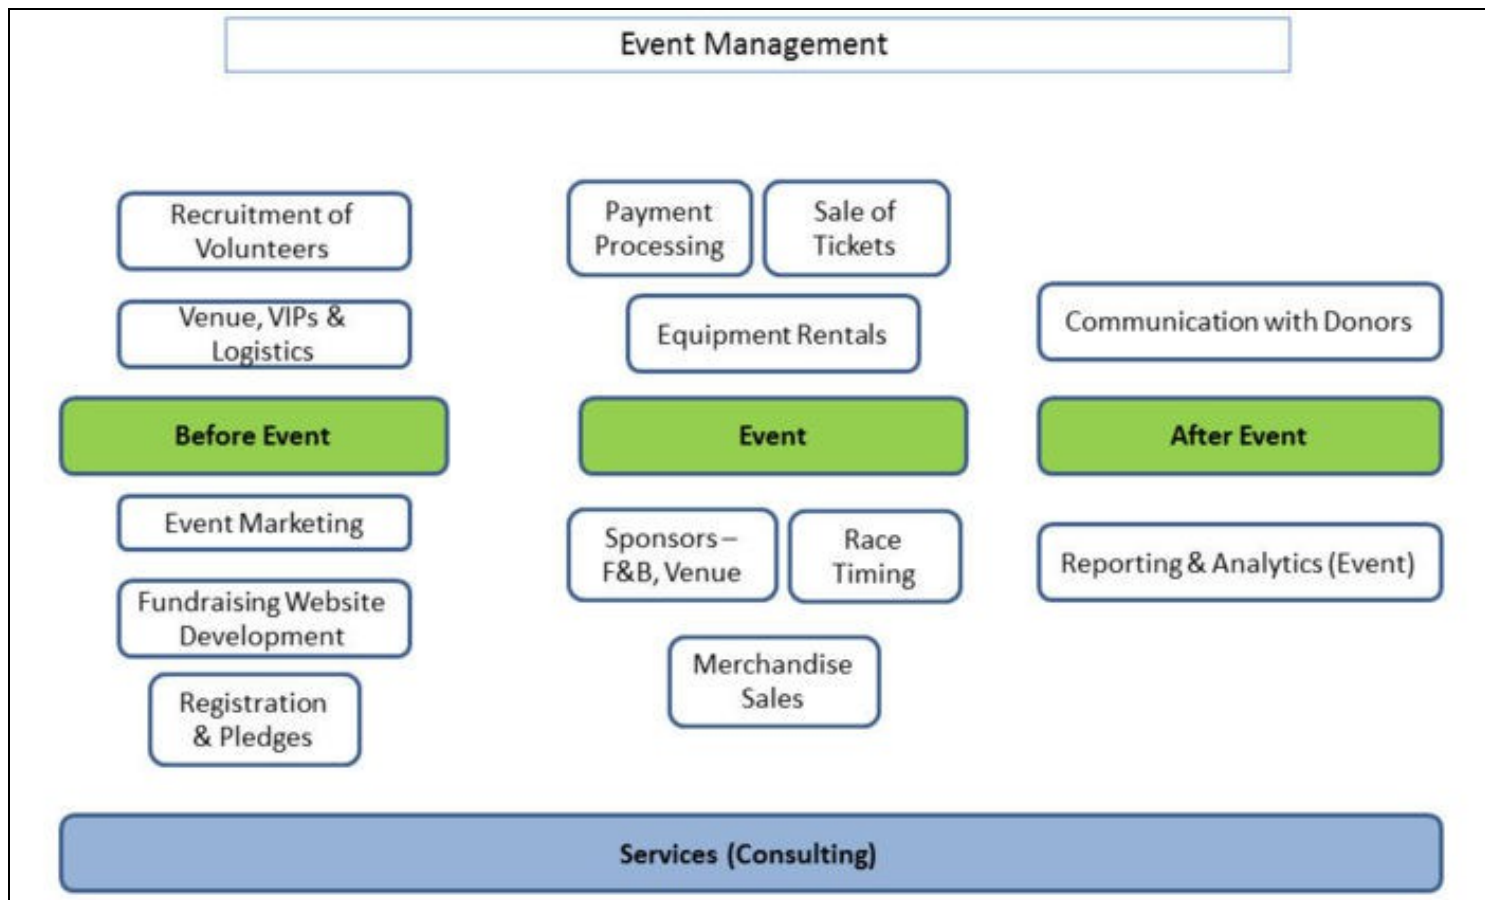 Event Management
Recruitment of
Volunteers
Venue, VIPs &
Logistics
Before Event
Event Marketing
Fundraising Website
Development
Registration
& Pledges
Payment
Processing
Sale of
Tickets
Equipment Rentals
Event
Sponsors –
F&B, Venue
Race
Timing
Merchandise
Sales
Communication with Donors
After Event
Reporting & Analytics (Event)
Services (Consulting)